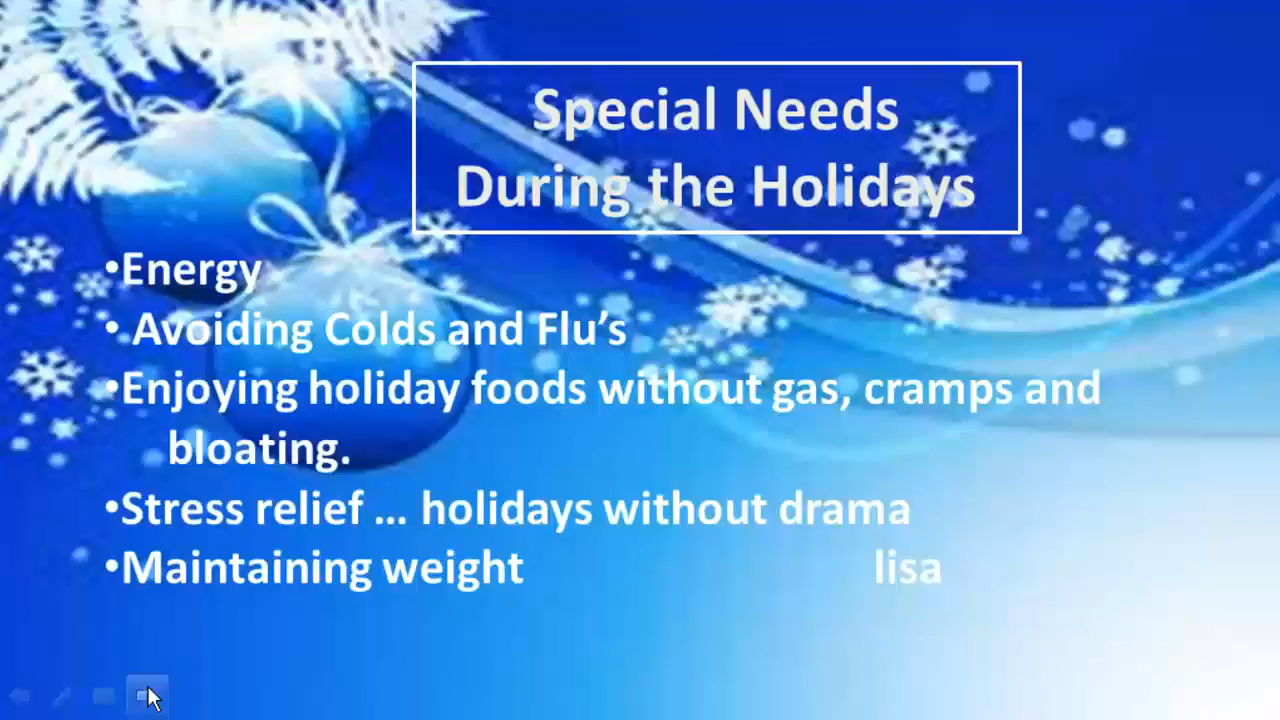 Special Needs
During the Holidays
•Energy
• Avoiding Colds and Flu’s
•Enjoying holiday foods without gas, cramps and
bloating.
•Stress relief … holidays without drama
•Maintaining weight lisa